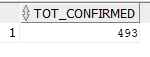 TOT_CONFIRMED
1 493